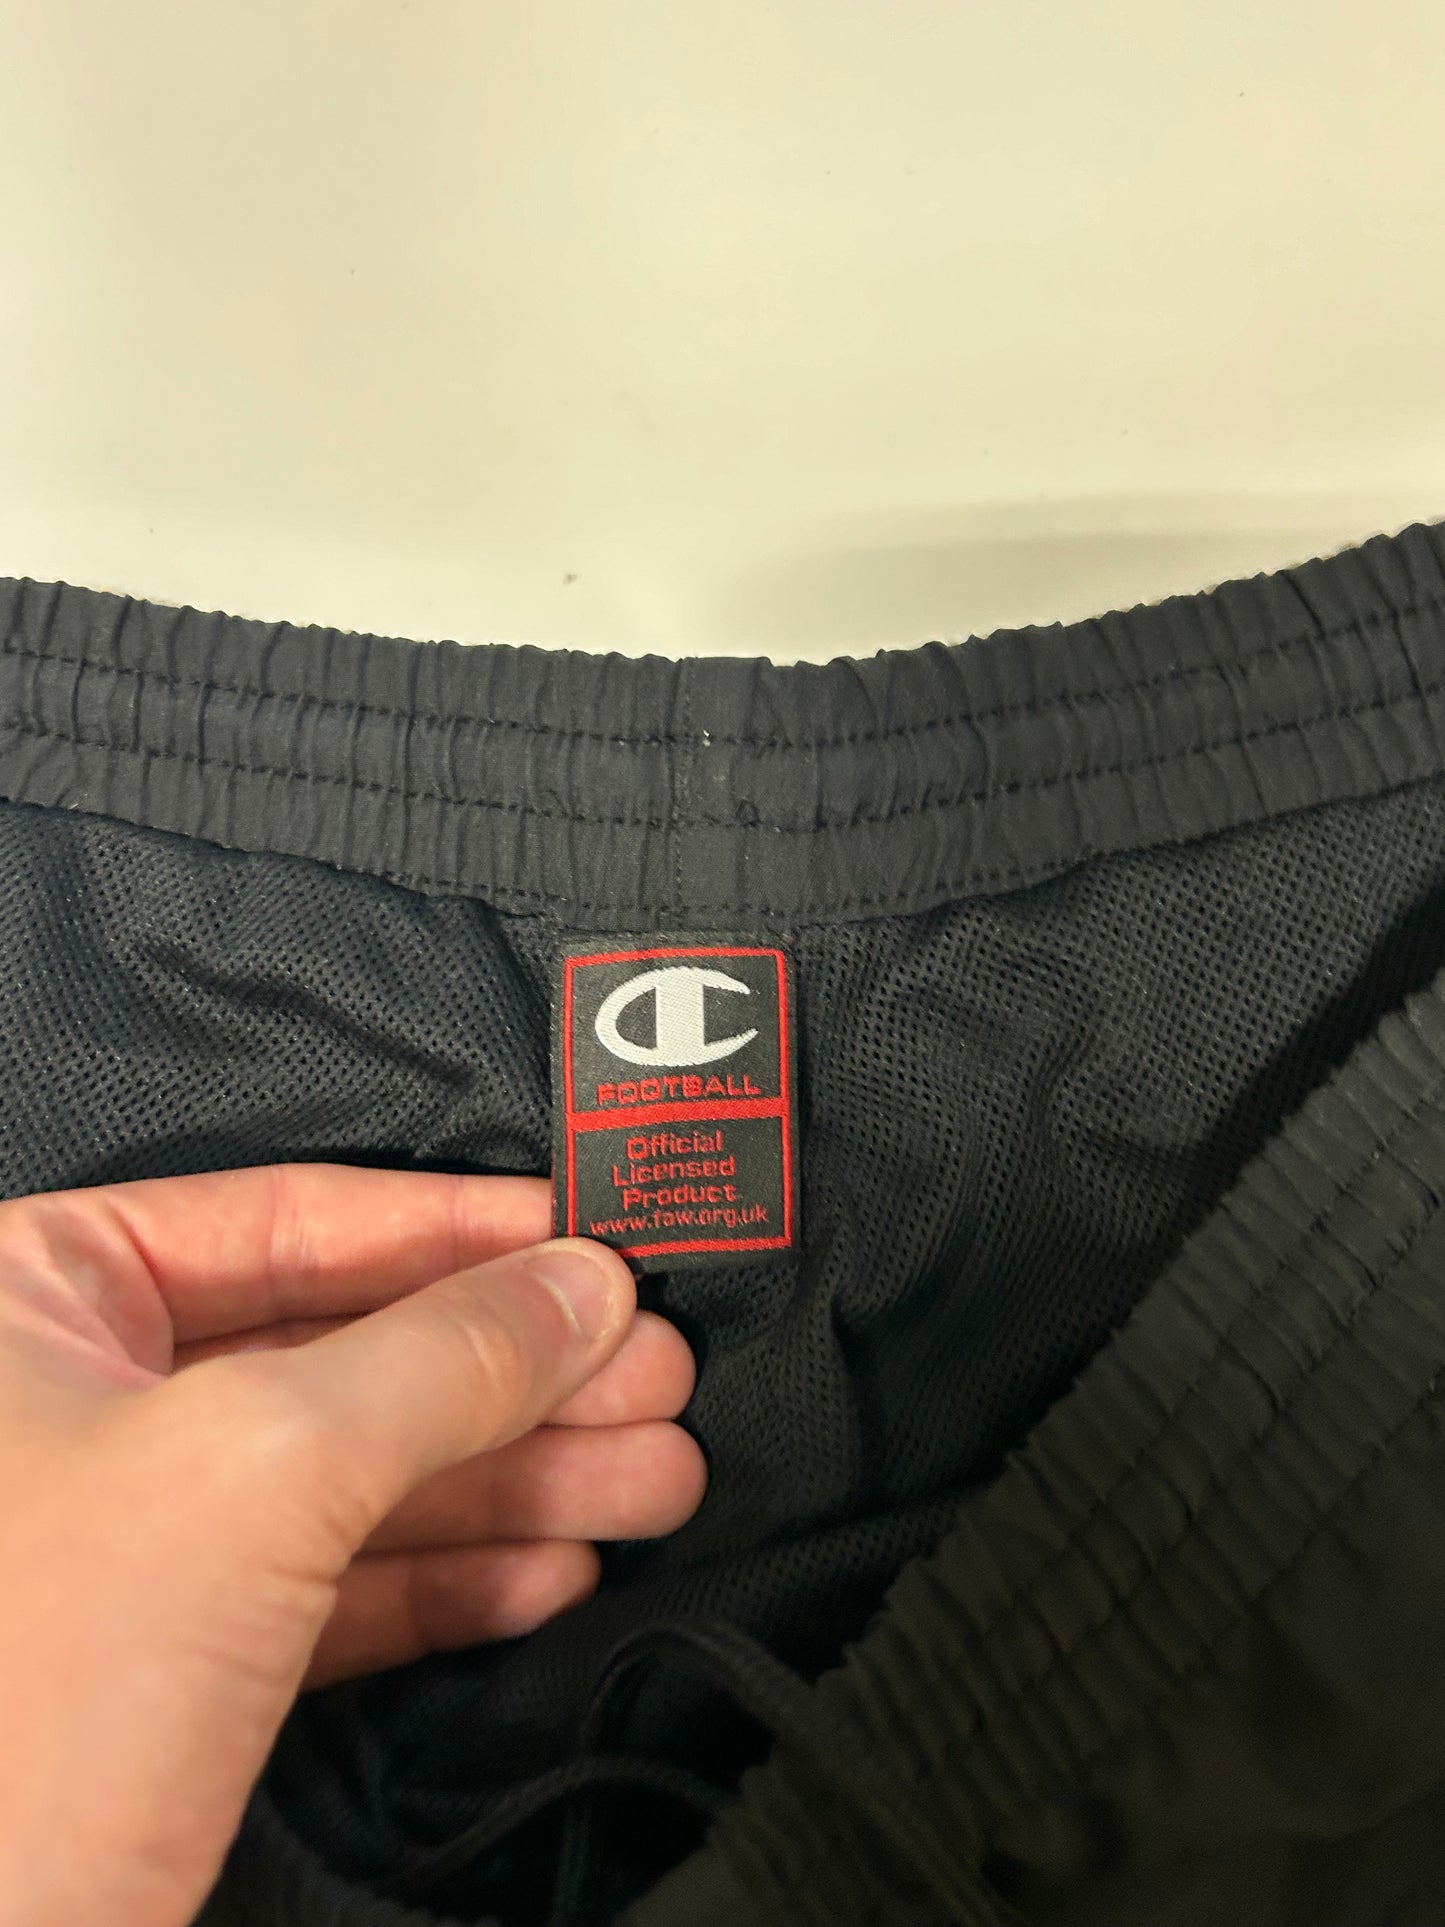 FOOTBALL
Official
Licensed
Product
www.faw.org.uk